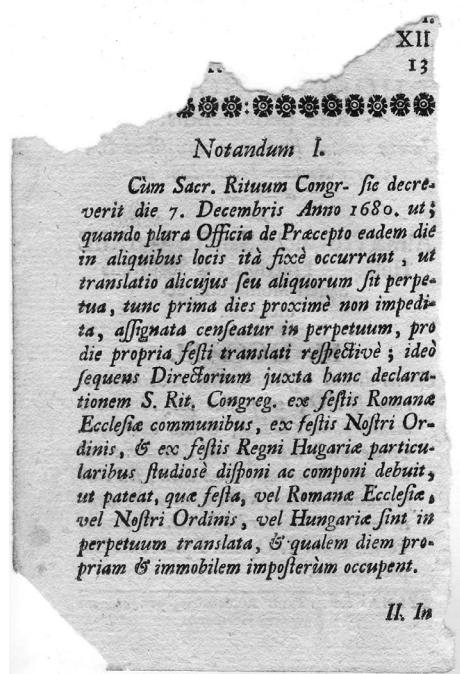 XII
13
Notandum I.
Cùm Sacr. Rituum Congr- ſic decre-
verit die 7. Decembris Anno 1680. ut;
quando plura Officia de Præcepto eadem die
in aliquibus locis ità fixè occurrant, ut
translatio alicujus ſeu aliquorum ſit perpe-
tua, tunc prima dies proximè non impedi-
ta, aſſignata cenſeatur in perpetuum, pro
die propria feſti translati reſpectivè; ideò
ſequens Directorium juxta hanc declara-
tionem S. Rit. Congreg. ex feſtis Romanæ
Eccleſiæ communibus, ex feſtis Noſtri Or-
dinis, & ex feſtis Regni Hugariæ particu-
laribus ſtudiosè diſponi ac componi debuit,
ut pateat, quæ feſta, vel Romanæ Eccleſiæ,
vel Noſtri Ordinis, vel Hungariæ ſint in
perpetuum translata, & qualem diem pro-
priam & immobilem impoſterùm occupent.
II. In